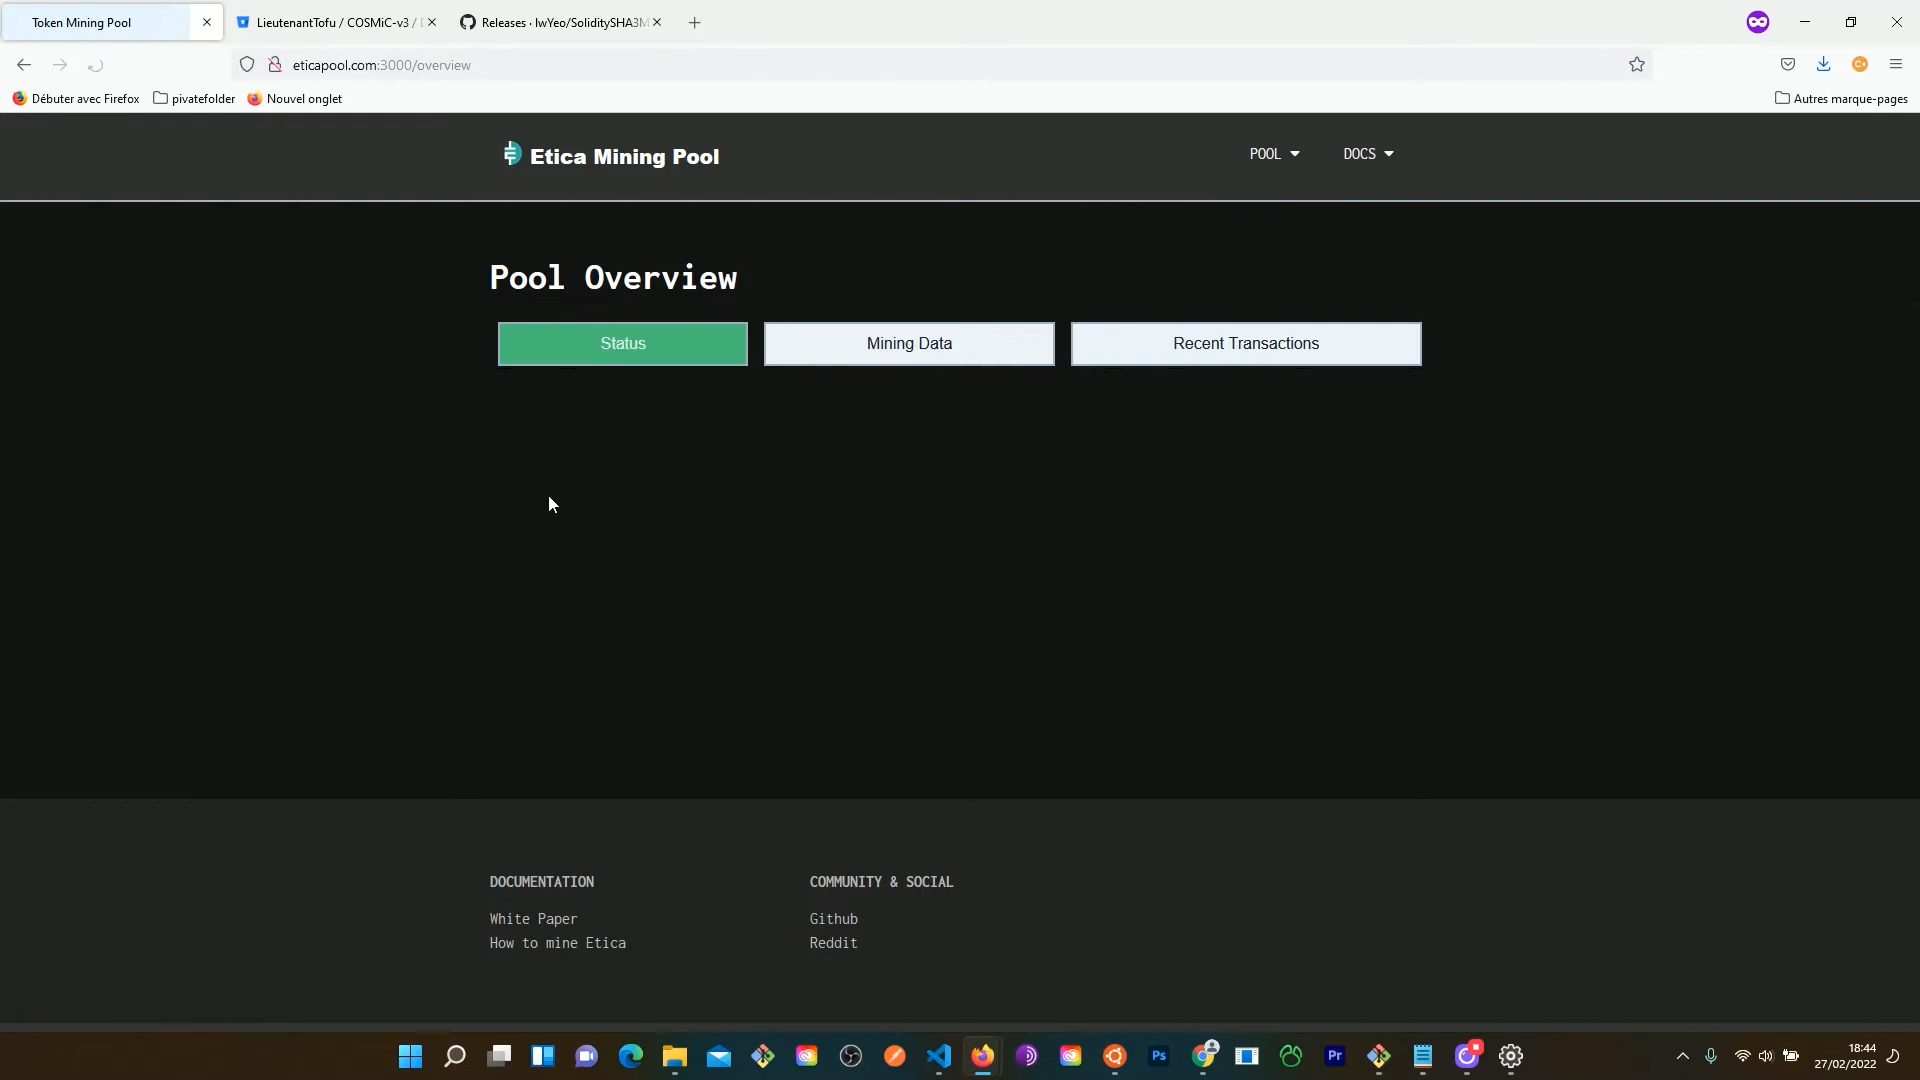 Token Mining Pool
LieutenantTofu / COSMiC-v3 /
Releases · lwYeo/SoliditySHA3M
eticapool.com:3000/overview
Débuter avec Firefox
pivatefolder
Nouvel onglet
Autres marque-pages
Etica Mining Pool
POOL
DOCS
Pool Overview
Status
Mining Data
Recent Transactions
DOCUMENTATION
COMMUNITY & SOCIAL
White Paper
Github
How to mine Etica
Reddit
Ps
Pr
18:44
27/02/2022